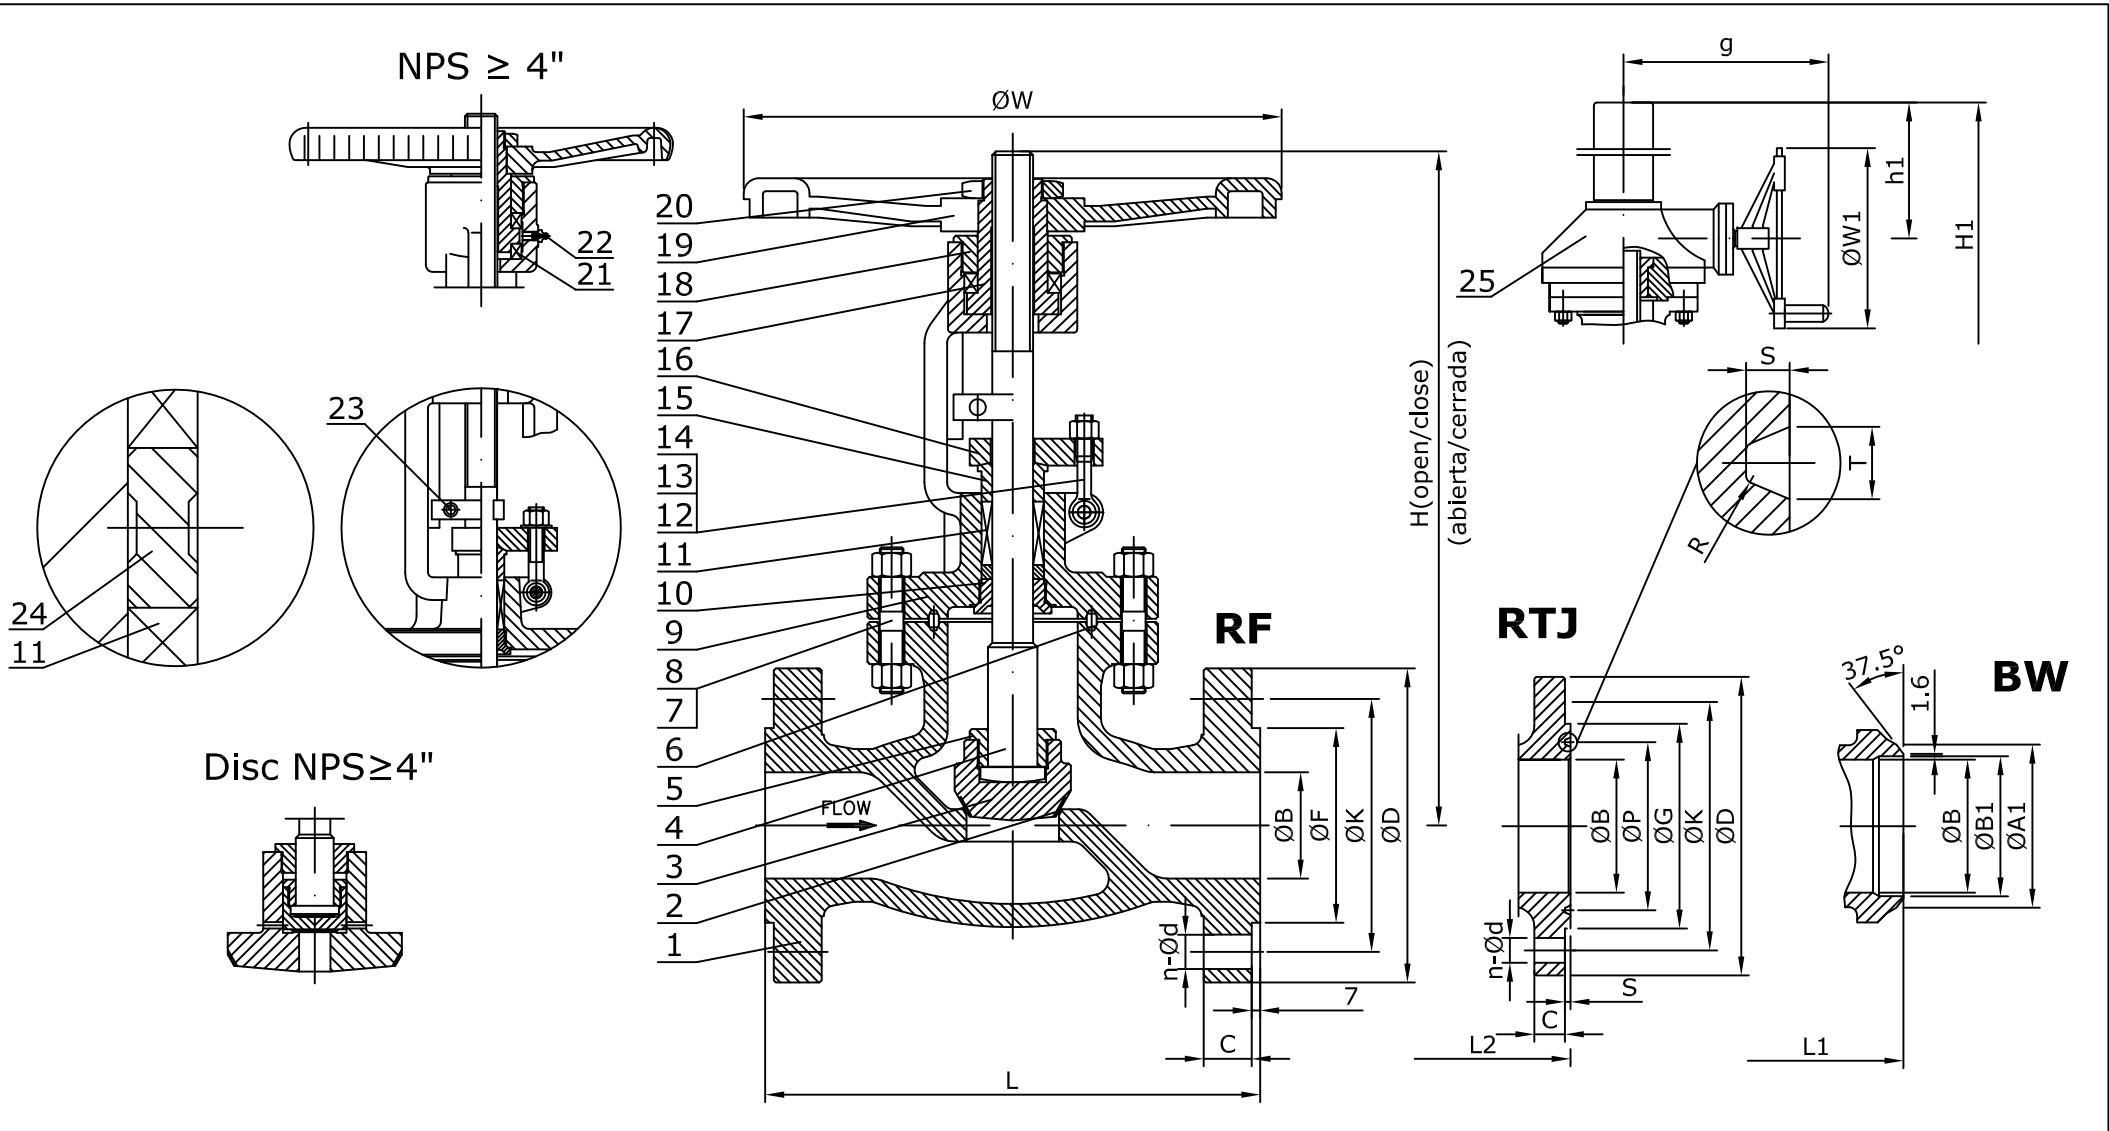 NPS ≥ 4"
22
21
23
24
11
Disc NPS≥4"
ØW
20
19
18
17
16
15
14
13
12
11
10
9
8
7
6
5
4
3
2
1
FLOW
H(open/close)
(abierta/cerrada)
RF
ØB
ØF
ØK
ØD
n-Ød
7
C
L
g
h1
H1
ØW1
25
S
T
R
RTJ
ØB
ØP
ØG
ØK
ØD
n-Ød
S
C
L2
37.5°
1.6
BW
ØB
ØB1
ØA1
L1